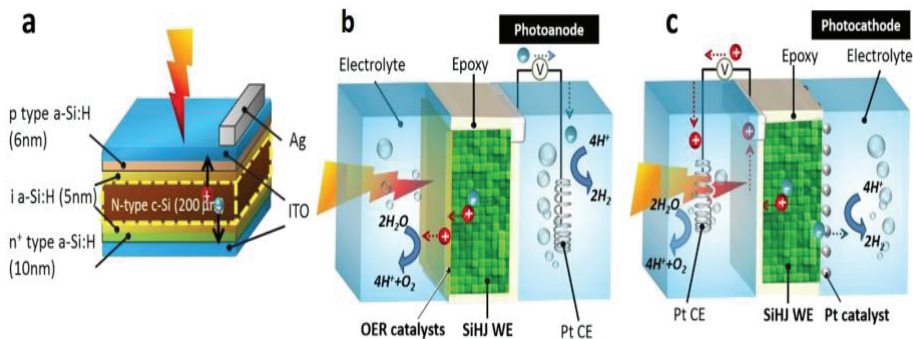 a
p type a-Si:H
(6nm)
i a-Si:H (5nm)
n⁺ type a-Si:H
(10nm)
N-type c-Si (200 μm)
Ag
ITO
b
Photoanode
Electrolyte
Epoxy
V
4H⁺
2H₂
2H₂O
4H⁺+O₂
OER catalysts
SiHJ WE
Pt CE
c
Photocathode
Epoxy
Electrolyte
V
2H₂O
4H⁺+O₂
4H⁺
2H₂
Pt CE
SiHJ WE
Pt catalyst